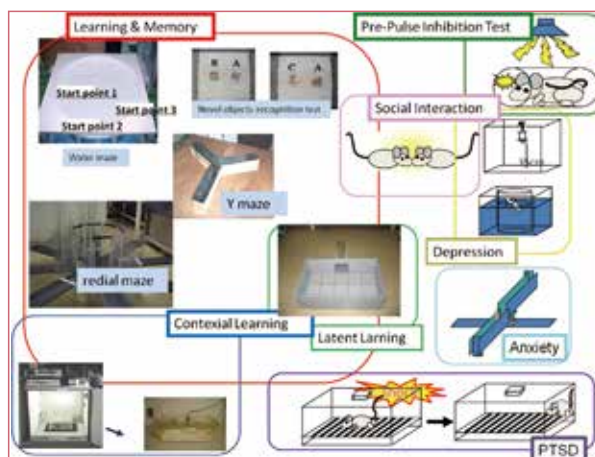 Learning & Memory
Pre-Pulse Inhibition Test
B A
C A
Start point 1
Start point 3
Start point 2
Novel objects recognition test
Water maze
Social Interaction
15cm
Y maze
redial maze
Depression
Contexial Learning
Latent Larning
Anxiety
PTSD